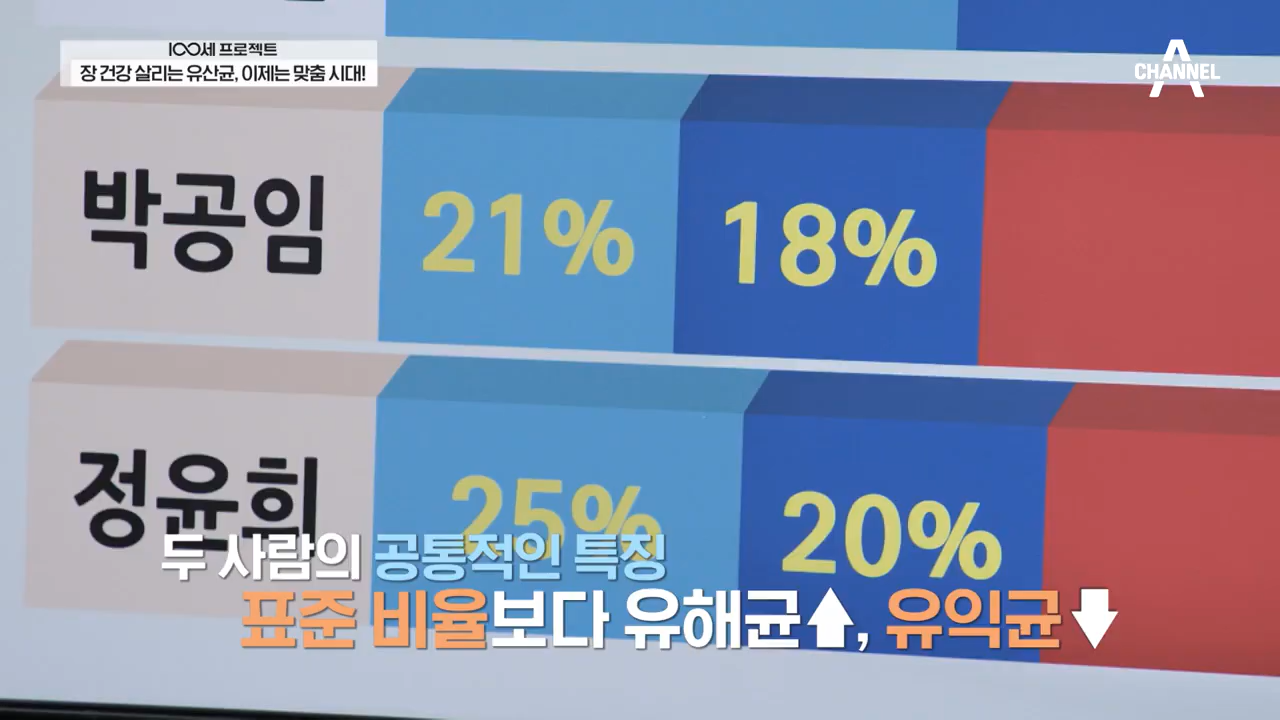 100세 프로젝트
장 건강 살리는 유산균, 이제는 맞춤 시대!
CHANNEL A
박공임 21% 18%
정윤희 25% 20%
두 사람의 공통적인 특징
표준 비율보다 유해균⬆, 유익균⬇